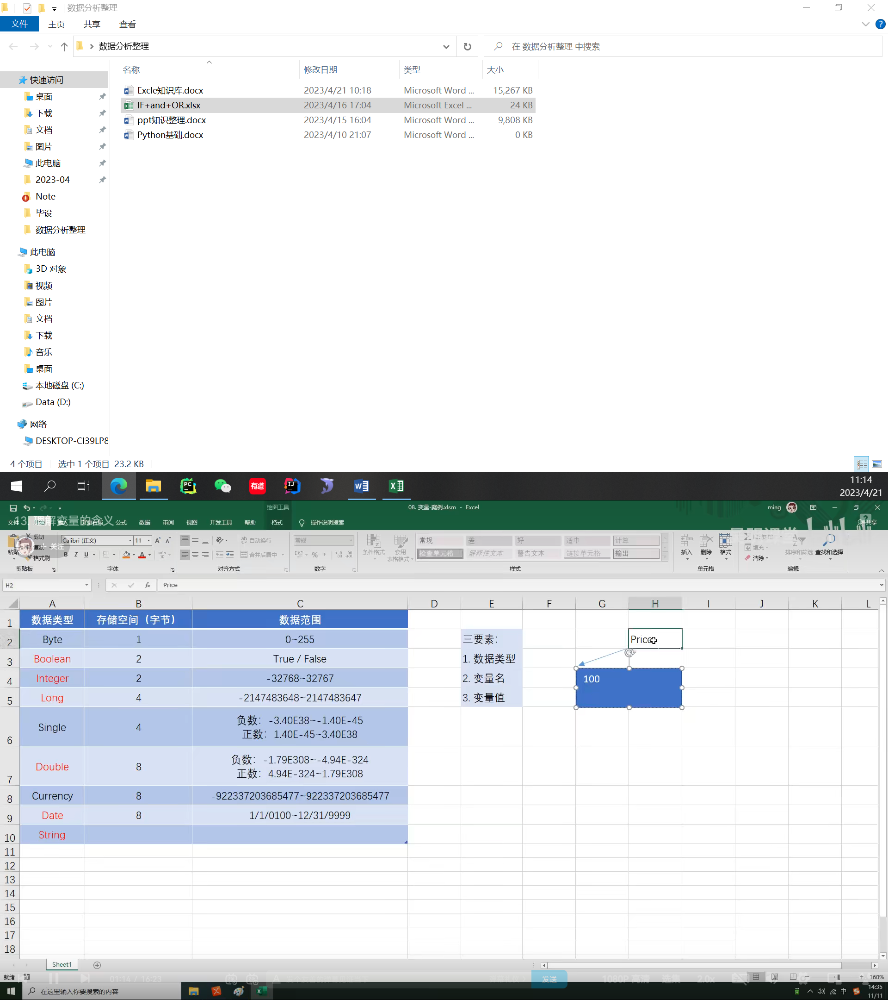 数据分析整理
文件 主页 共享 查看
数据分析整理
在 数据分析整理 中搜索
名称 修改日期 类型 大小
快速访问
桌面
下载
文档
图片
此电脑
2023-04
Note
毕设
数据分析整理
此电脑
3D 对象
视频
图片
文档
下载
音乐
桌面
本地磁盘 (C:)
Data (D:)
网络
DESKTOP-CI39LP8
Excle知识库.docx 2023/4/21 10:18 Microsoft Word ... 15,267 KB
IF+and+OR.xlsx 2023/4/16 17:04 Microsoft Excel ... 24 KB
ppt知识整理.docx 2023/4/15 16:04 Microsoft Word ... 9,808 KB
Python基础.docx 2023/4/10 21:07 Microsoft Word ... 0 KB
4 个项目 选中 1 个项目 23.2 KB
有道
11:14
2023/4/21
绘图工具 08. 变量-案例.xlsm - Excel ming
13. 理解变量的含义
文件 公式 数据 审阅 视图 开发工具 帮助 格式 操作说明搜索 共享
剪切 Calibri (正文) 11 自动换行 常规 条件格式 套用 常规 差 好 适中 计算 插入 删除 格式 填充 排序和筛选 查找和选择
粘贴 复制 关注 格式刷 B I U 合并后居中 表格格式 检查单元格 解释性文本 警告文本 链接单元格 输出 清除
剪贴板 字体 对齐方式 数字 样式 单元格 编辑
H2 fx Price
A B C D E F G H I J K L
1 数据类型 存储空间（字节） 数据范围
2 Byte 1 0~255 三要素： Price
3 Boolean 2 True / False 1. 数据类型
4 Integer 2 -32768~32767 2. 变量名 100
5 Long 4 -2147483648~2147483647 3. 变量值
6 Single 4 负数：-3.40E38~-1.40E-45
正数：1.40E-45~3.40E38
7 Double 8 负数：-1.79E308~-4.94E-324
正数：4.94E-324~1.79E308
8 Currency 8 -922337203685477~922337203685477
9 Date 8 1/1/0100~12/31/9999
10 String
11
12
13
14
15
16
17
18
Sheet1
就绪 01:14 / 16:23 发送 1080P 高清 选集 2.0x 160%
在这里输入你要搜索的内容 中 14:35
11/11